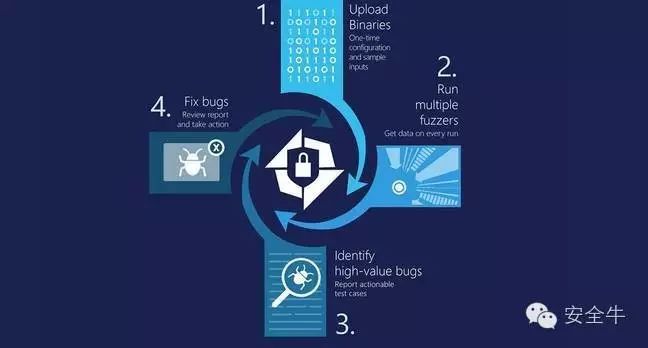 1.
Upload
Binaries
One-time
configuration
and sample
inputs
2.
Run
multiple
fuzzers
Get data on every run
Identify
high-value bugs
Report actionable
test cases
3.
4.
Fix bugs
Review report
and take action
安全牛